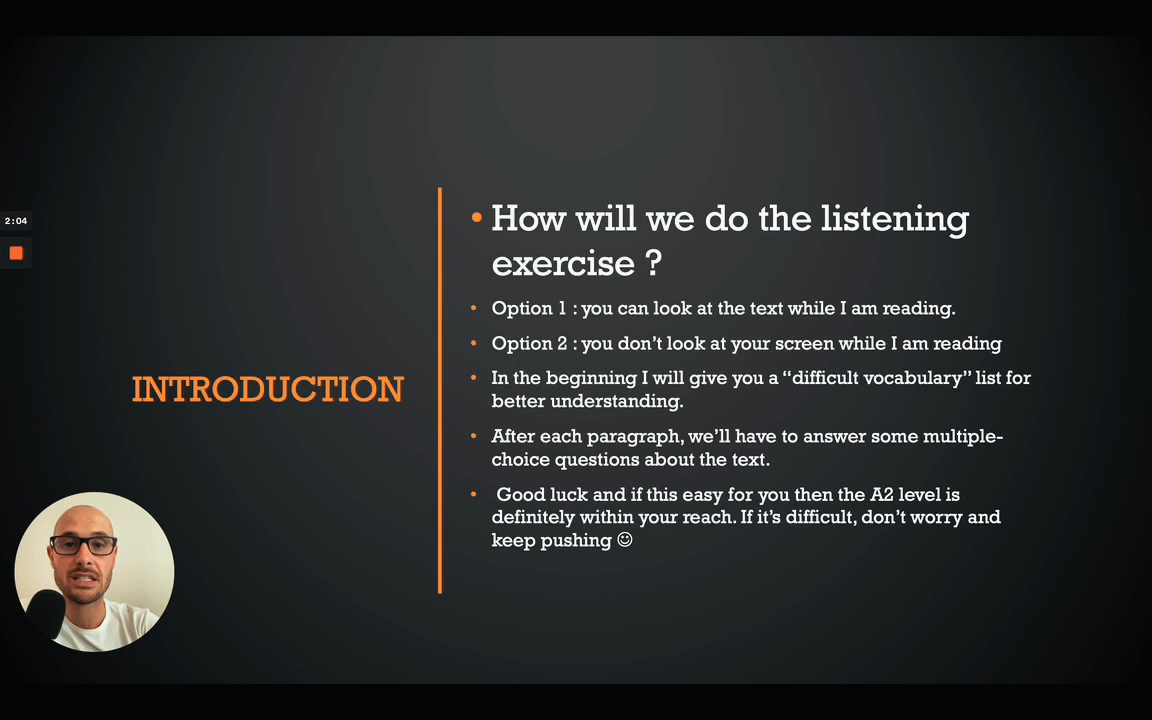 2:04
INTRODUCTION
• How will we do the listening
exercise ?
• Option 1 : you can look at the text while I am reading.
• Option 2 : you don’t look at your screen while I am reading
• In the beginning I will give you a “difficult vocabulary” list for
better understanding.
• After each paragraph, we’ll have to answer some multiple-
choice questions about the text.
• Good luck and if this easy for you then the A2 level is
definitely within your reach. If it’s difficult, don’t worry and
keep pushing ☺